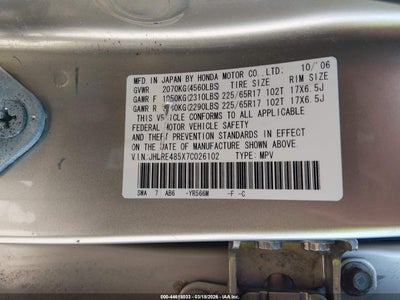 MFD. IN JAPAN BY HONDA MOTOR CO., LTD. 10/'06
GVWR 2070KG(4560LBS) TIRE SIZE RIM SIZE
GAWR F 1050KG(2310LBS) 225/65R17 102T 17X6.5J
GAWR R (2290LBS) 225/65R17 102T 17X6.5J
THIS VEHICLE CONFORMS TO ALL APPLICABLE
FEDERAL MOTOR VEHICLE SAFETY
AND THEFT PREVENTION STANDARDS IN EFFECT ON
THE DATE OF MANUFACTURE SHOWN ABOVE.
V.I.N:JHLRE485X7C026102 TYPE: MPV
SNA 7 AB6 -YR566M -F -C
000-44618033 — 03/18/2026 — © IAA, Inc.